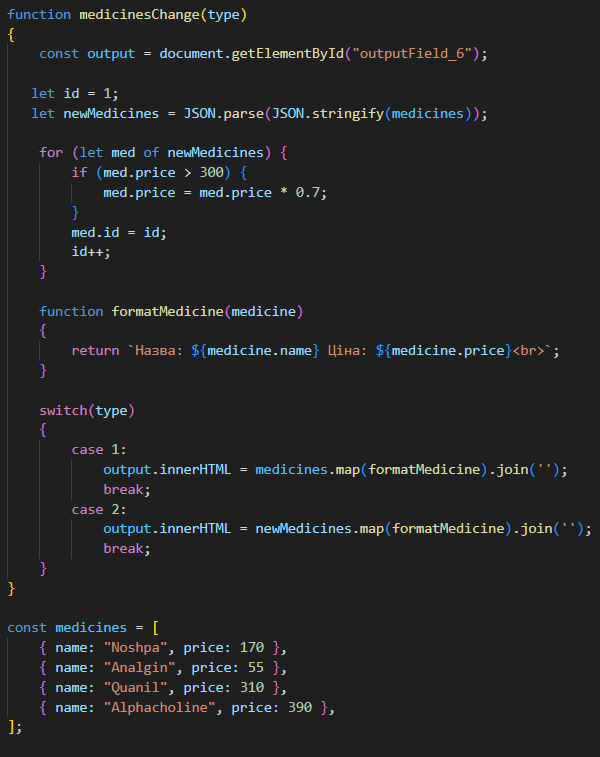 function medicinesChange(type)
{
    const output = document.getElementById("outputField_6");

   let id = 1;
   let newMedicines = JSON.parse(JSON.stringify(medicines));

    for (let med of newMedicines) {
        if (med.price > 300) {
            med.price = med.price * 0.7;
        }
        med.id = id;
        id++;
    }

    function formatMedicine(medicine)
    {
        return `Назва: ${medicine.name} Ціна: ${medicine.price}<br>`;
    }

    switch(type)
    {
        case 1:
            output.innerHTML = medicines.map(formatMedicine).join('');
            break;
        case 2:
            output.innerHTML = newMedicines.map(formatMedicine).join('');
            break;
    }
}

const medicines = [
    { name: "Noshpa", price: 170 },
    { name: "Analgin", price: 55 },
    { name: "Quanil", price: 310 },
    { name: "Alphacholine", price: 390 },
];